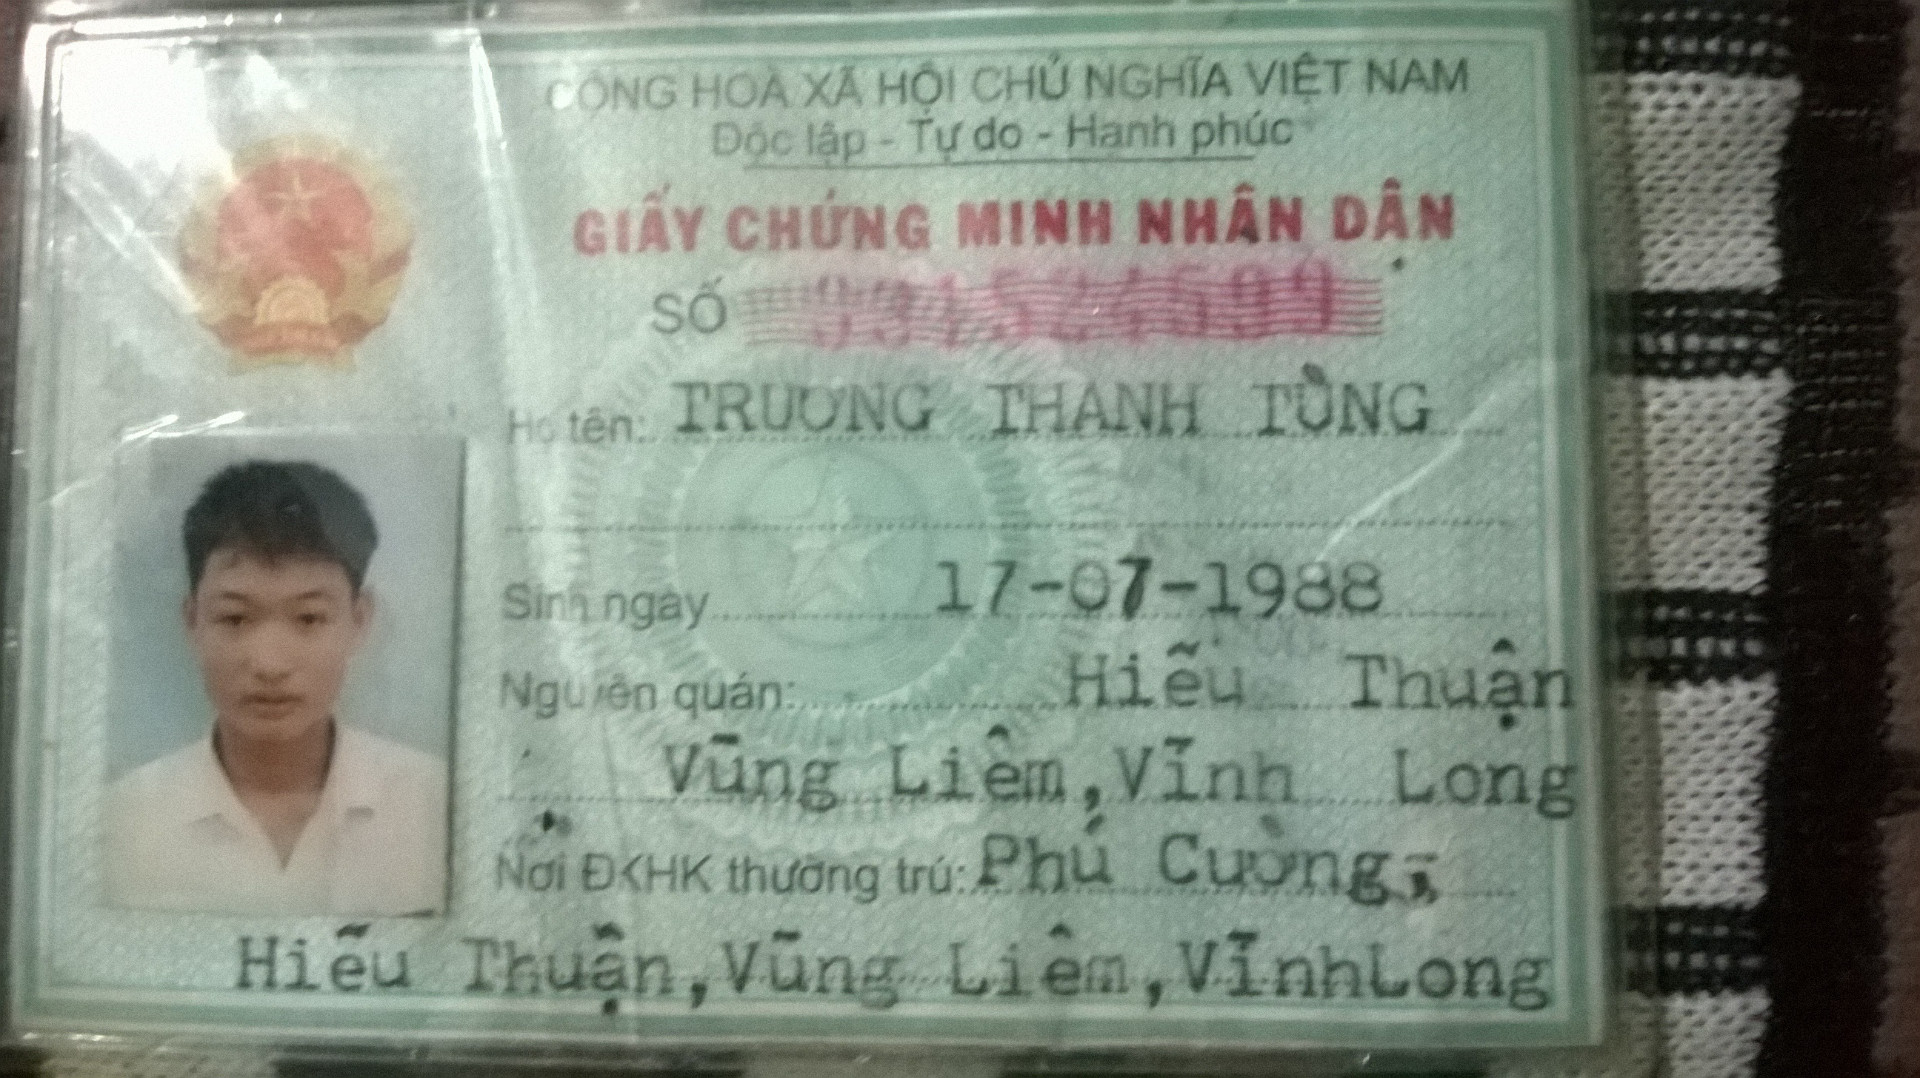 CỘNG HOÀ XÃ HỘI CHỦ NGHĨA VIỆT NAM
Độc lập - Tự do - Hạnh phúc
GIẤY CHỨNG MINH NHÂN DÂN
SỐ
Họ tên: TRƯƠNG THANH TÙNG
Sinh ngày 17-07-1988
Nguyên quán: Hiếu Thuận
Vũng Liêm,Vĩnh Long
Nơi ĐKHK thường trú: Phú Cường,
Hiếu Thuận,Vũng Liêm,VĩnhLong